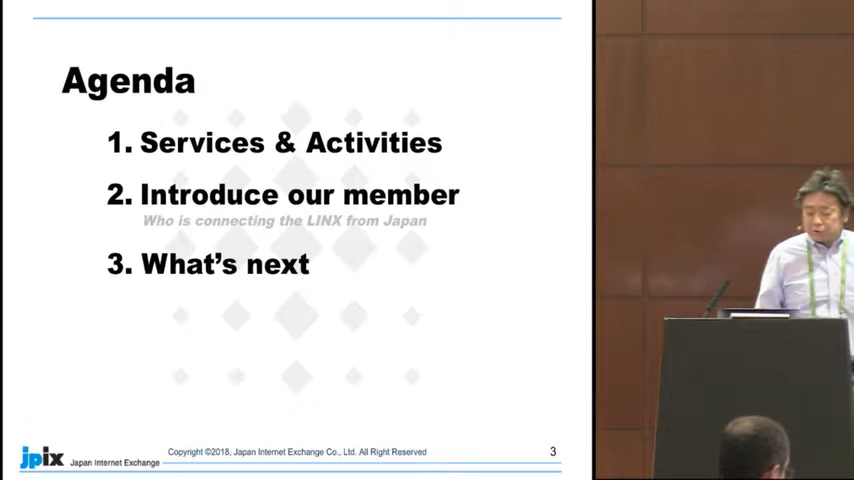 Agenda
1. Services & Activities
2. Introduce our member
Who is connecting the LINX from Japan
3. What's next
jpix Japan Internet Exchange
Copyright ©2018, Japan Internet Exchange Co., Ltd. All Right Reserved
3